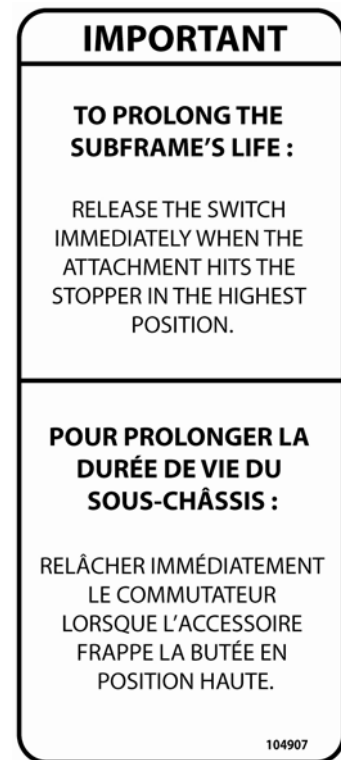 IMPORTANT
TO PROLONG THE
SUBFRAME'S LIFE :
RELEASE THE SWITCH
IMMEDIATELY WHEN THE
ATTACHMENT HITS THE
STOPPER IN THE HIGHEST
POSITION.
POUR PROLONGER LA
DURÉE DE VIE DU
SOUS-CHÂSSIS :
RELÂCHER IMMÉDIATEMENT
LE COMMUTATEUR
LORSQUE L'ACCESSOIRE
FRAPPE LA BUTÉE EN
POSITION HAUTE.
104907